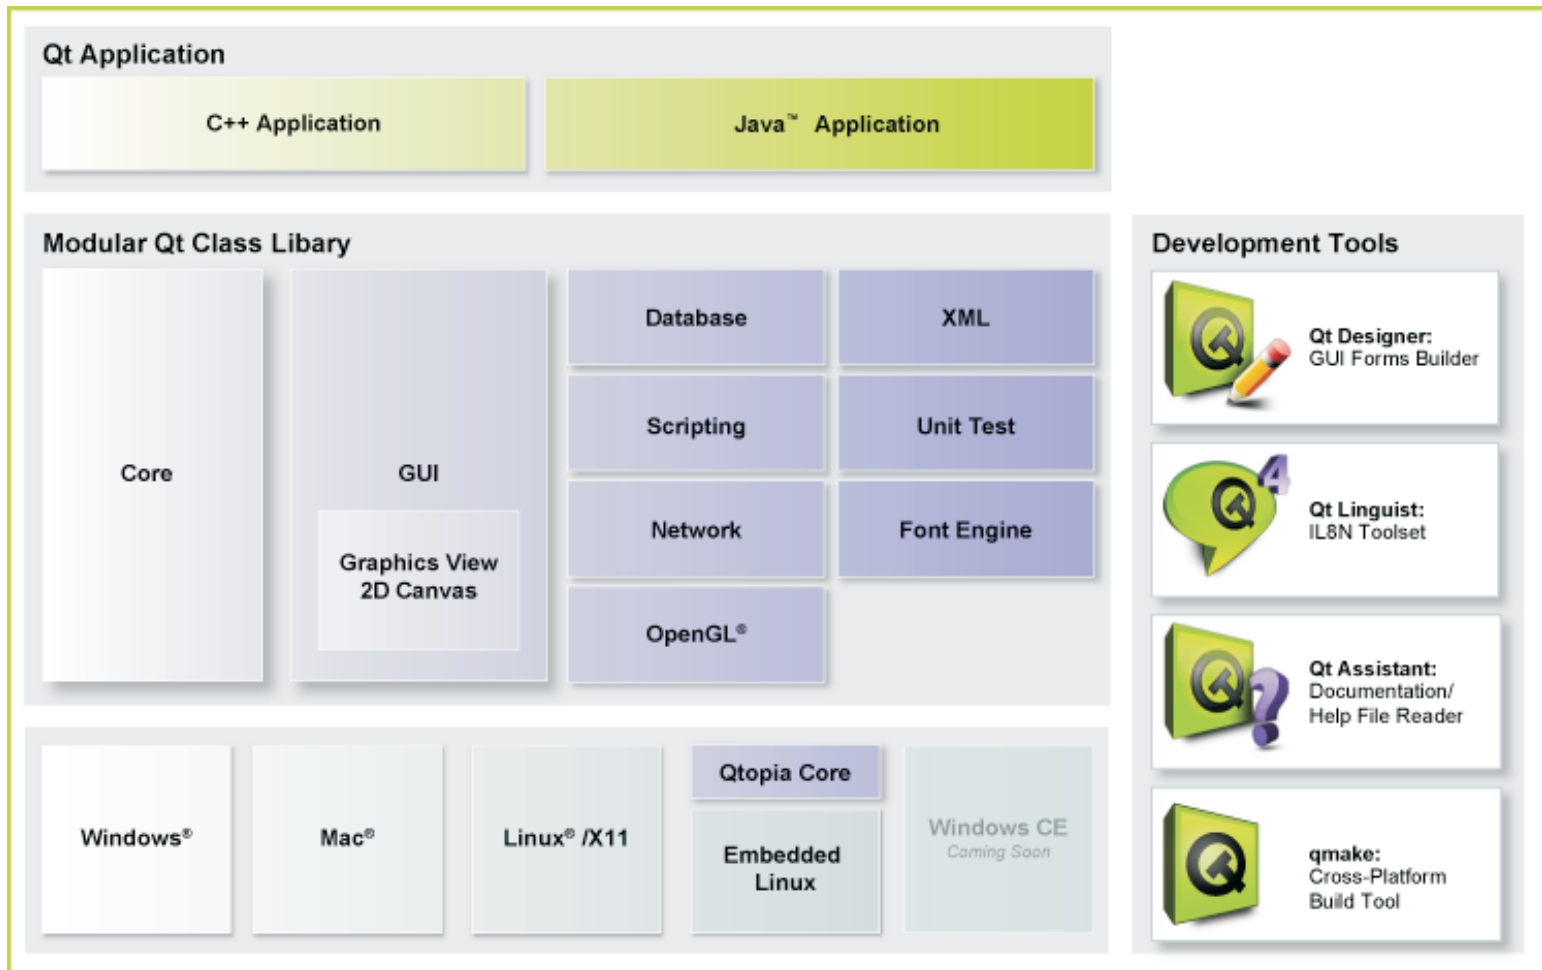 Qt Application
C++ Application
Java™ Application
Modular Qt Class Libary
Core
GUI
Graphics View
2D Canvas
Database
XML
Scripting
Unit Test
Network
Font Engine
OpenGL®
Windows®
Mac®
Linux® /X11
Qtopia Core
Embedded
Linux
Windows CE
Coming Soon
Development Tools
Qt Designer:
GUI Forms Builder
4
Qt Linguist:
IL8N Toolset
?
Qt Assistant:
Documentation/
Help File Reader
qmake:
Cross-Platform
Build Tool